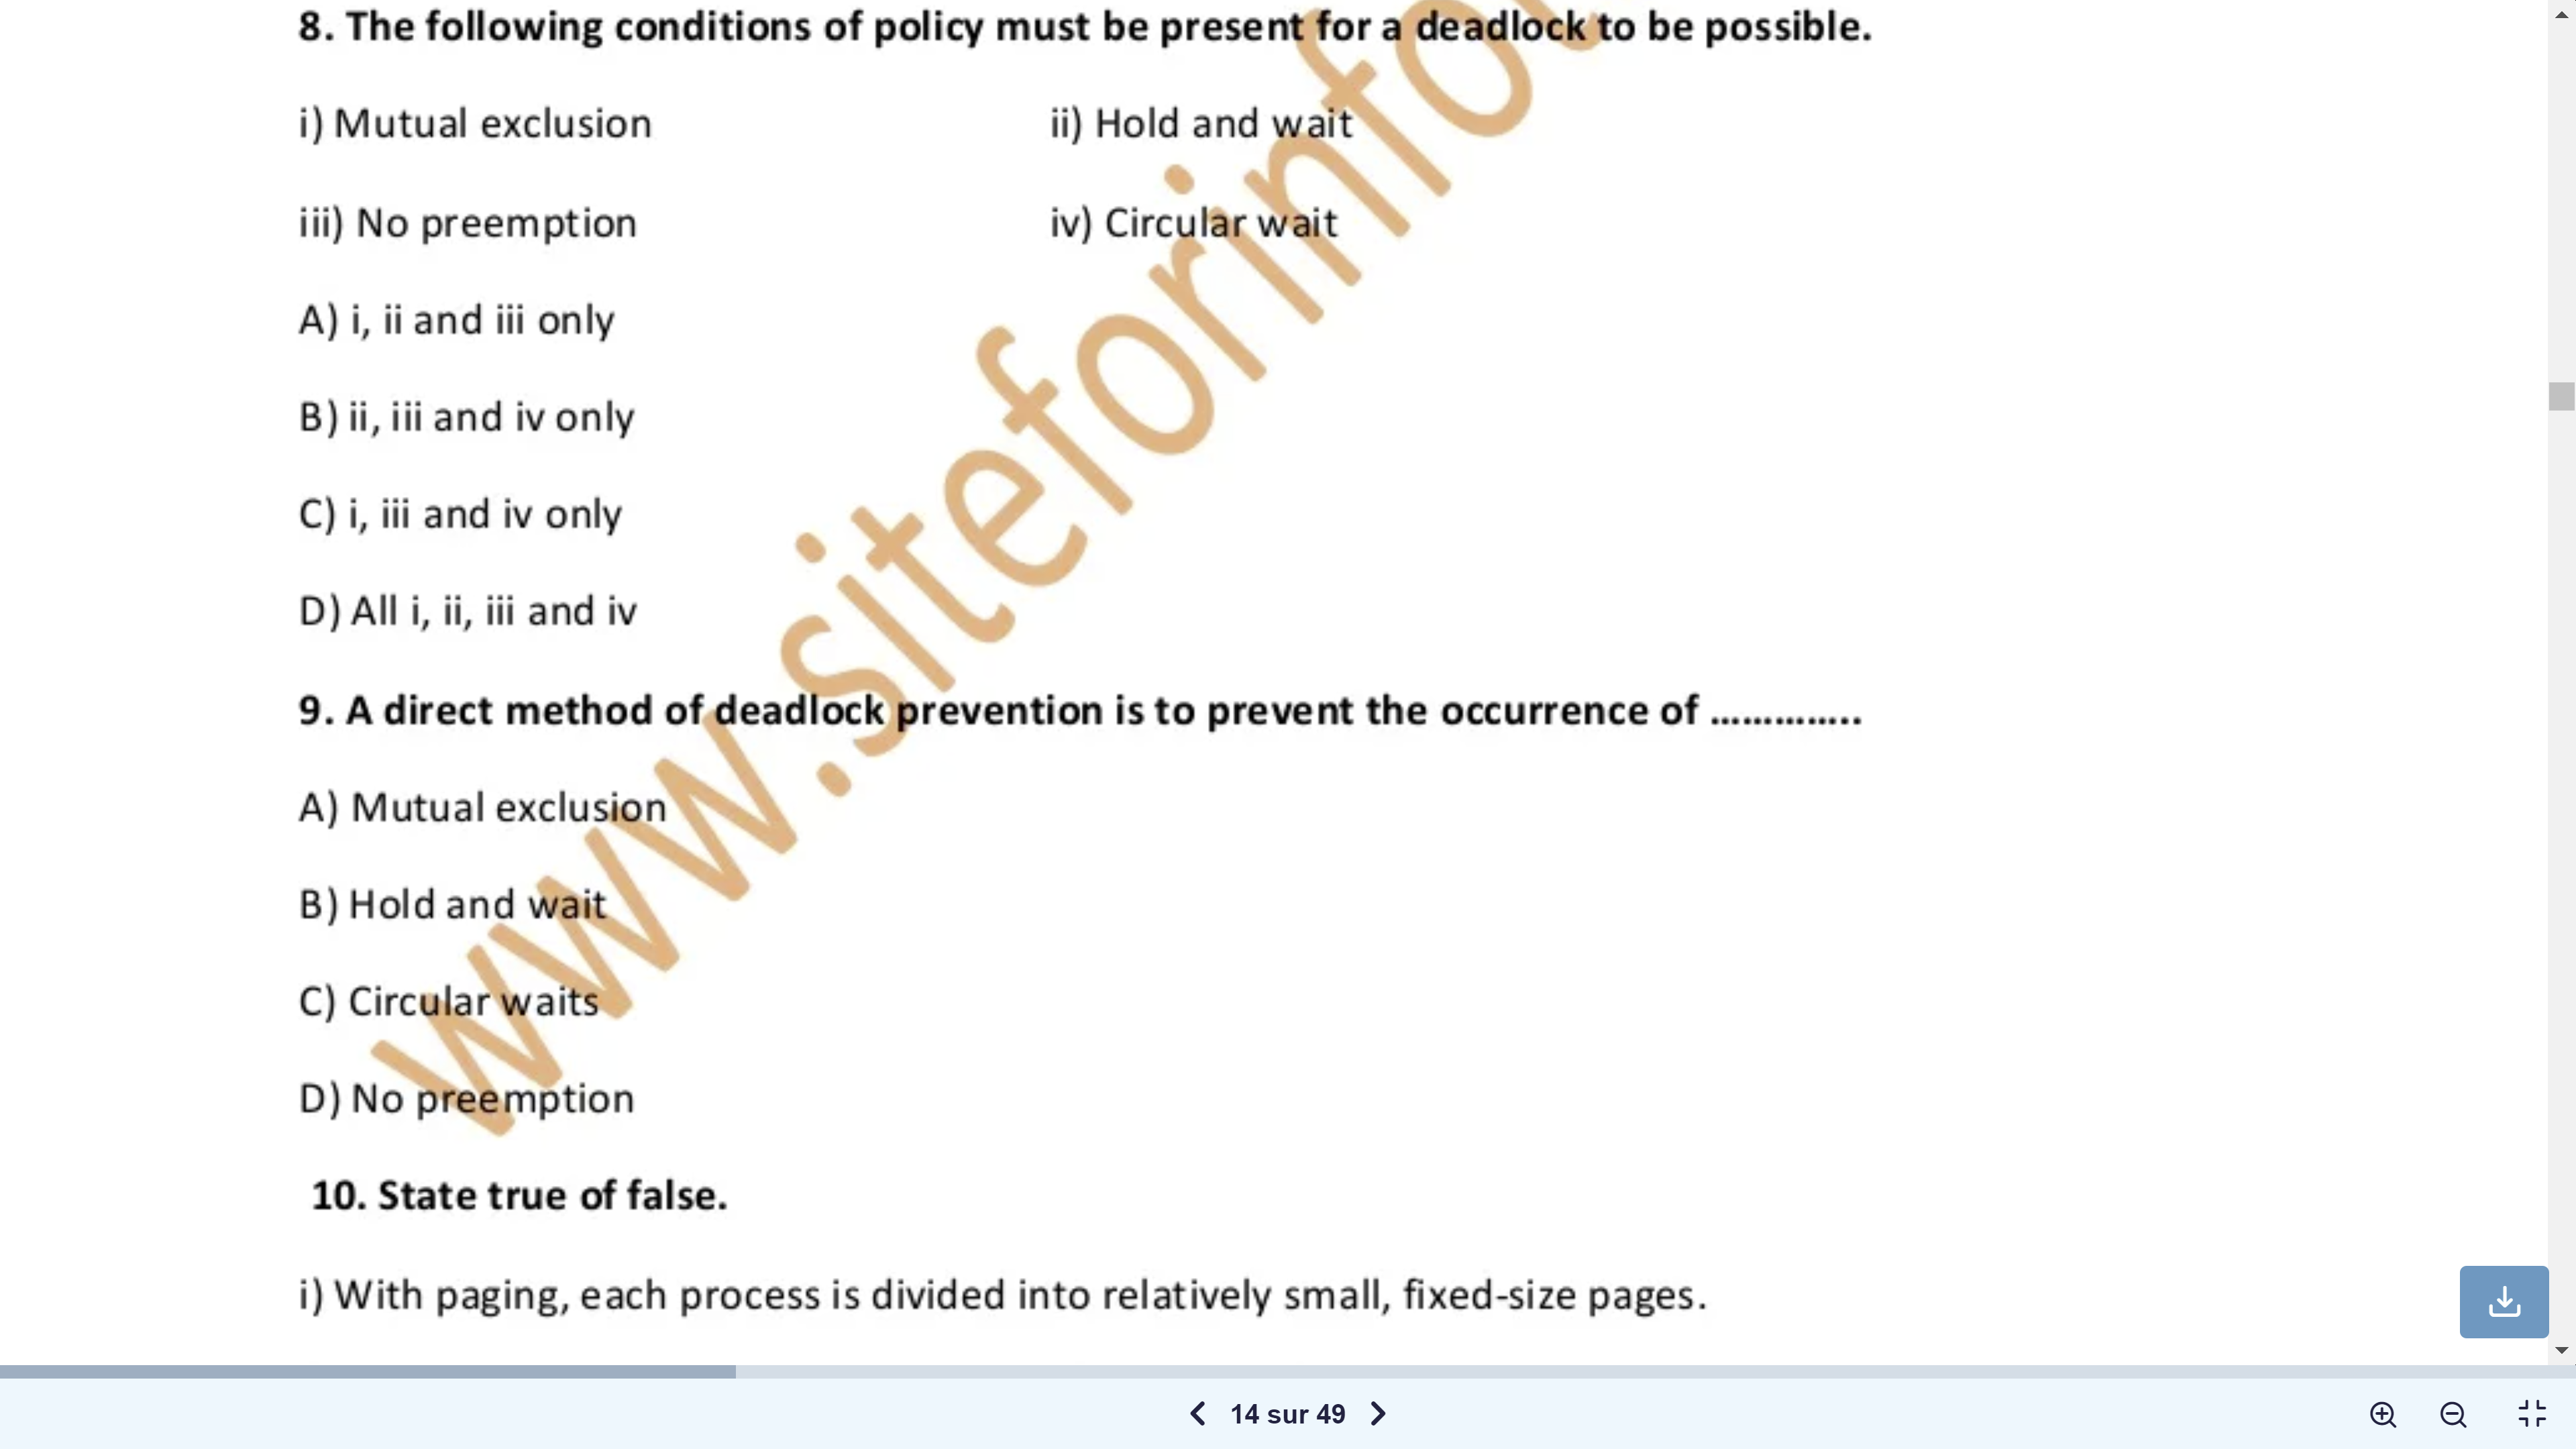 8. The following conditions of policy must be present for a deadlock to be possible.
i) Mutual exclusion ii) Hold and wait
iii) No preemption iv) Circular wait
A) i, ii and iii only
B) ii, iii and iv only
C) i, iii and iv only
D) All i, ii, iii and iv
9. A direct method of deadlock prevention is to prevent the occurrence of …………..
A) Mutual exclusion
B) Hold and wait
C) Circular waits
D) No preemption
10. State true of false.
i) With paging, each process is divided into relatively small, fixed-size pages.
www.siteforinfo
14 sur 49